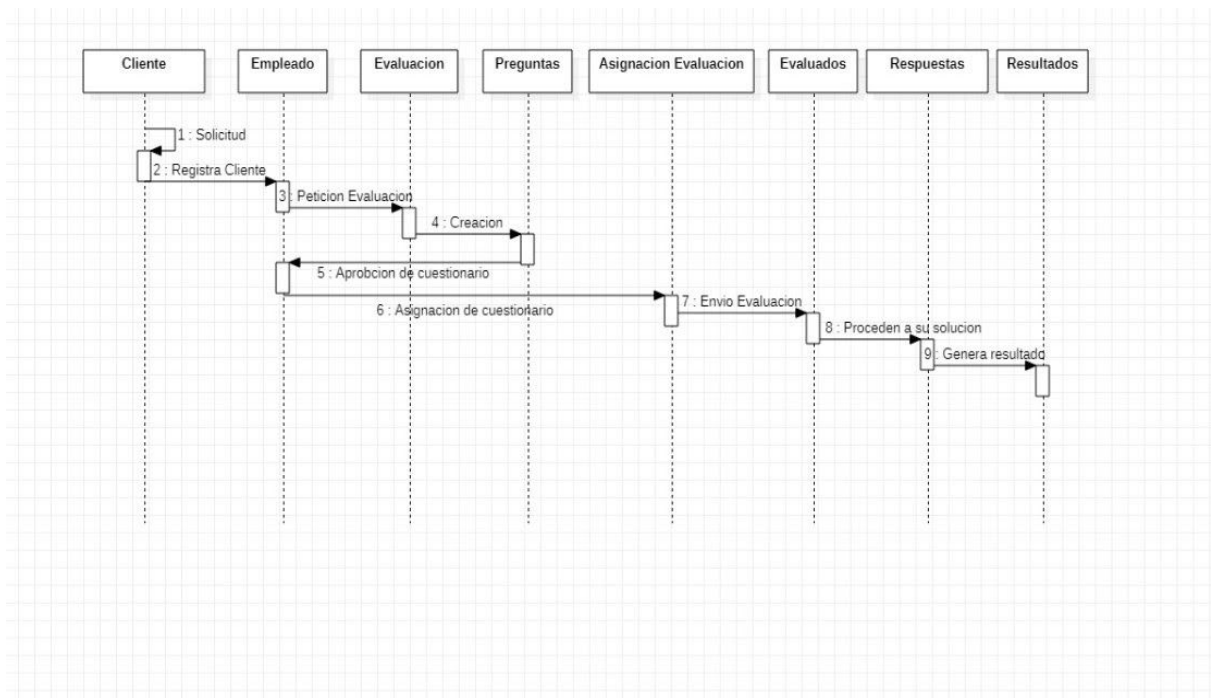 Cliente
Empleado
Evaluacion
Preguntas
Asignacion Evaluacion
Evaluados
Respuestas
Resultados
1 : Solicitud
2 : Registra Cliente
3 : Peticion Evaluacion
4 : Creacion
5 : Aprobcion de cuestionario
6 : Asignacion de cuestionario
7 : Envio Evaluacion
8 : Proceden a su solucion
9 : Genera resultado